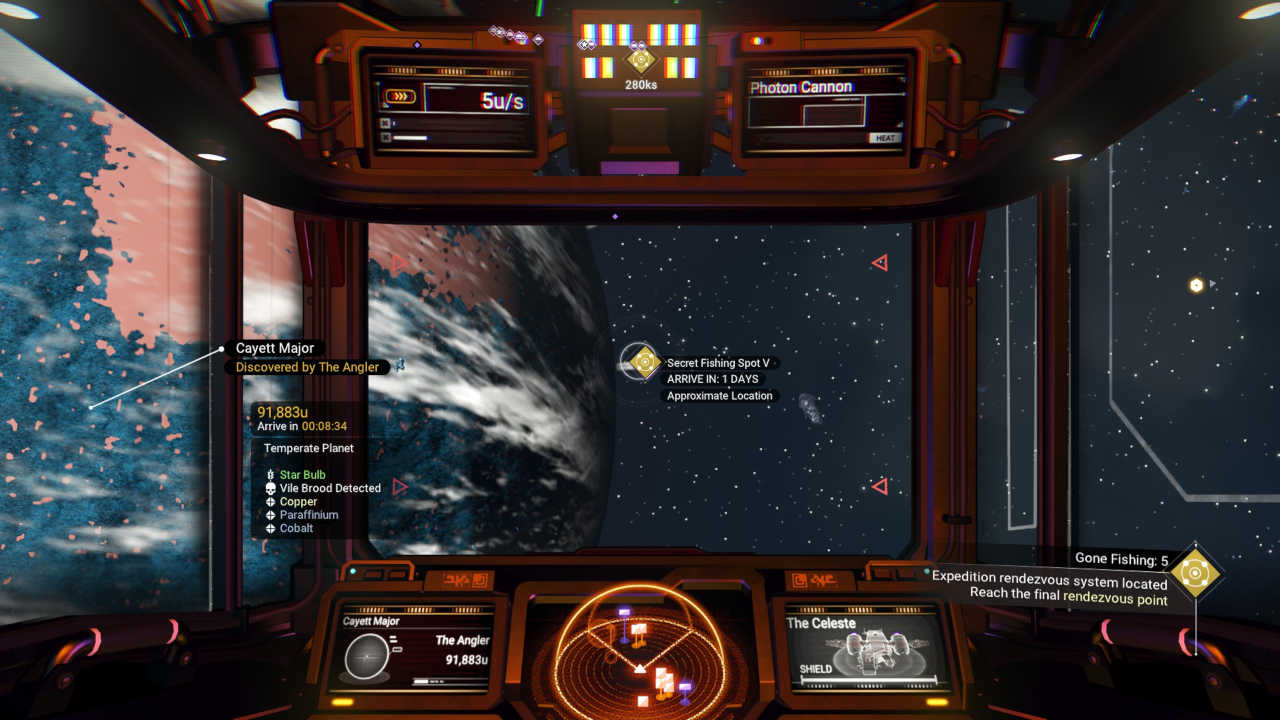 280ks
5u/s
Photon Cannon
HEAT
Cayett Major
Discovered by The Angler
91,883u
Arrive in 00:08:34
Temperate Planet
Star Bulb
Vile Brood Detected
Copper
Paraffinium
Cobalt
Secret Fishing Spot V
ARRIVE IN: 1 DAYS
Approximate Location
Gone Fishing: 5
Expedition rendezvous system located
Reach the final rendezvous point
Cayett Major
The Angler
91,883u
The Celeste
SHIELD